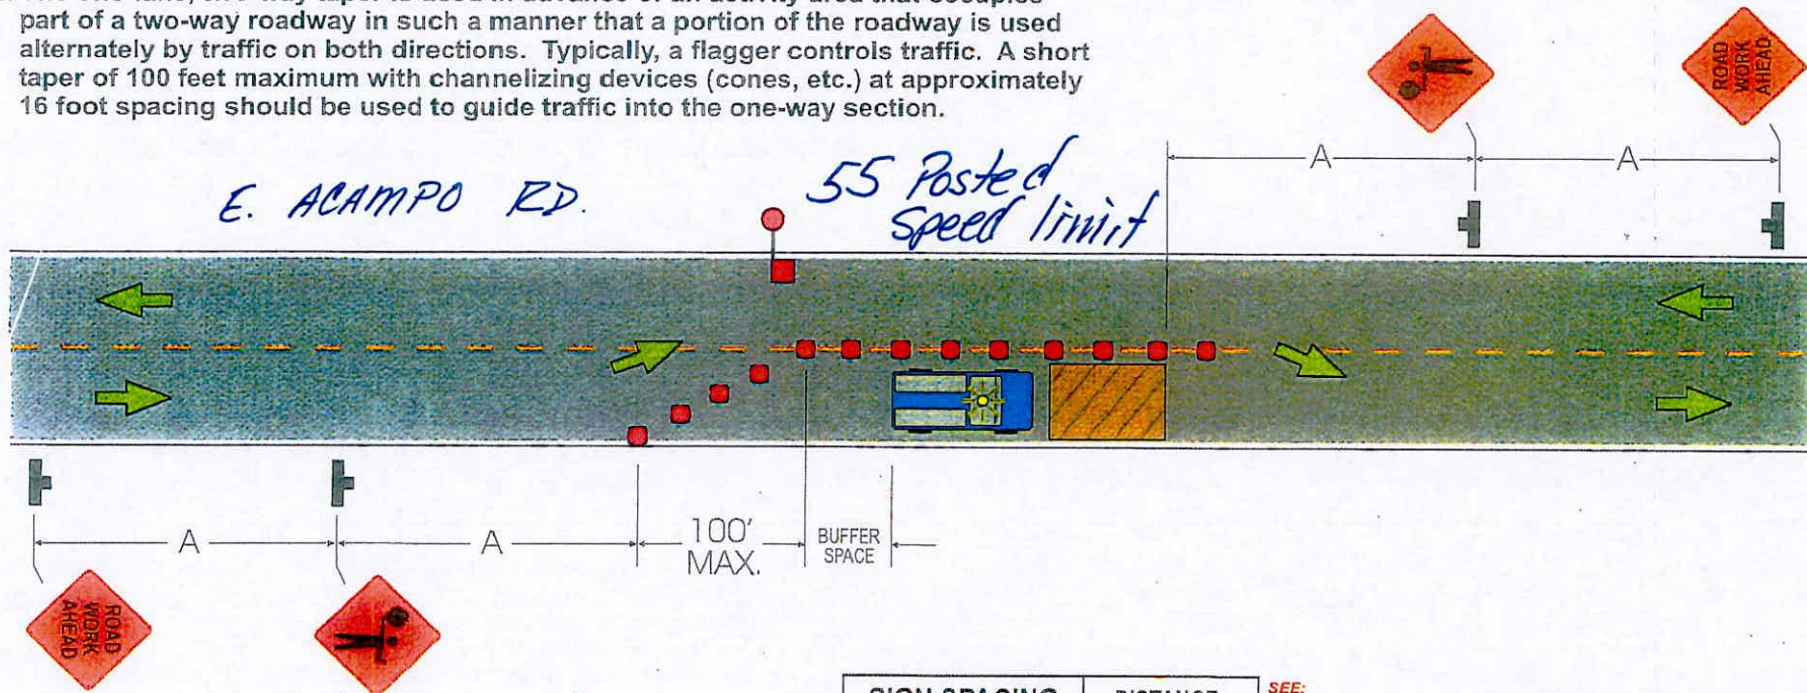 part of a two-way roadway in such a manner that a portion of the roadway is used
alternately by traffic on both directions. Typically, a flagger controls traffic. A short
taper of 100 feet maximum with channelizing devices (cones, etc.) at approximately
16 foot spacing should be used to guide traffic into the one-way section.
E. ACAMPO RD.
55 Posted
Speed limit
ROAD
WORK
AHEAD
A
A
A
A
100'
MAX.
BUFFER
SPACE
ROAD
WORK
AHEAD
SIGN SPACING
DISTANCE
SEE: